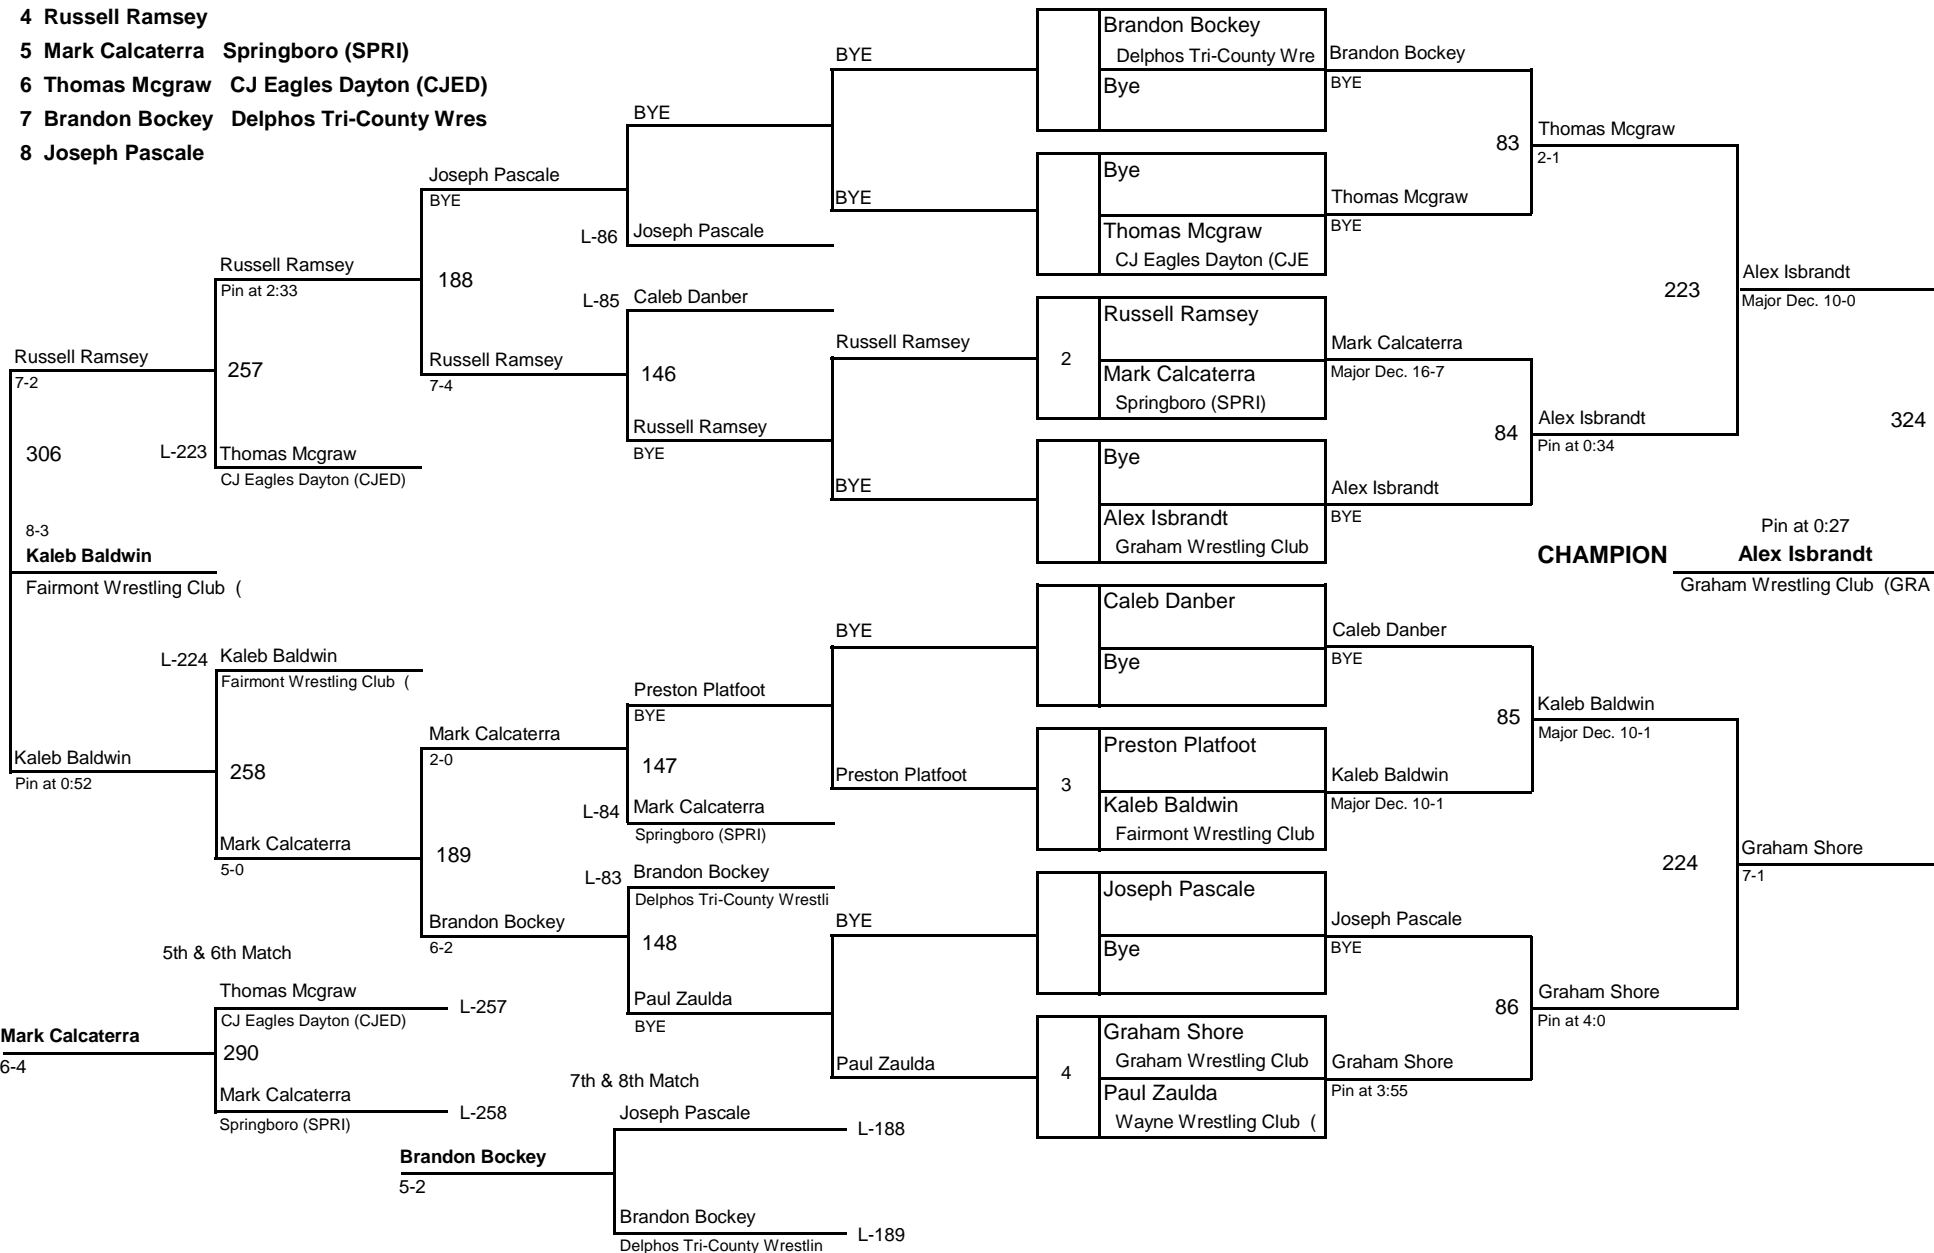 4 Russell Ramsey
5 Mark Calcaterra Springboro (SPRI)
6 Thomas Mcgraw CJ Eagles Dayton (CJED)
7 Brandon Bockey Delphos Tri-County Wres
8 Joseph Pascale
Russell Ramsey
7-2
306
8-3
Kaleb Baldwin
Fairmont Wrestling Club (
Kaleb Baldwin
Pin at 0:52
Russell Ramsey
Pin at 2:33
257
L-223 Thomas Mcgraw
CJ Eagles Dayton (CJED)
L-224 Kaleb Baldwin
Fairmont Wrestling Club (
258
Mark Calcaterra
5-0
5th & 6th Match
Thomas Mcgraw
L-257
CJ Eagles Dayton (CJED)
Mark Calcaterra
6-4
290
Mark Calcaterra
L-258
Springboro (SPRI)
Joseph Pascale
BYE
188
Russell Ramsey
7-4
Mark Calcaterra
2-0
189
Brandon Bockey
6-2
7th & 8th Match
Joseph Pascale
L-188
Brandon Bockey
5-2
Brandon Bockey
L-189
Delphos Tri-County Wrestlin
BYE
L-86 Joseph Pascale
L-85 Caleb Danber
146
Russell Ramsey
BYE
Preston Platfoot
BYE
147
L-84 Mark Calcaterra
Springboro (SPRI)
L-83 Brandon Bockey
Delphos Tri-County Wrestli
148
Paul Zaulda
BYE
BYE
BYE
Russell Ramsey
BYE
BYE
Preston Platfoot
BYE
Paul Zaulda
Brandon Bockey
Delphos Tri-County Wre
Bye
Bye
Thomas Mcgraw
CJ Eagles Dayton (CJE
Russell Ramsey
2
Mark Calcaterra
Springboro (SPRI)
Bye
Alex Isbrandt
Graham Wrestling Club
Caleb Danber
Bye
Preston Platfoot
3
Kaleb Baldwin
Fairmont Wrestling Club
Joseph Pascale
Bye
Graham Shore
Graham Wrestling Club
4
Paul Zaulda
Wayne Wrestling Club (
Brandon Bockey
BYE
83
Thomas Mcgraw
BYE
Mark Calcaterra
Major Dec. 16-7
84
Alex Isbrandt
BYE
Caleb Danber
BYE
85
Kaleb Baldwin
Major Dec. 10-1
Joseph Pascale
BYE
86
Graham Shore
Pin at 3:55
Thomas Mcgraw
2-1
223
Alex Isbrandt
Pin at 0:34
Kaleb Baldwin
Major Dec. 10-1
224
Graham Shore
Pin at 4:0
Alex Isbrandt
Major Dec. 10-0
324
Pin at 0:27
CHAMPION Alex Isbrandt
Graham Wrestling Club (GRA
Graham Shore
7-1